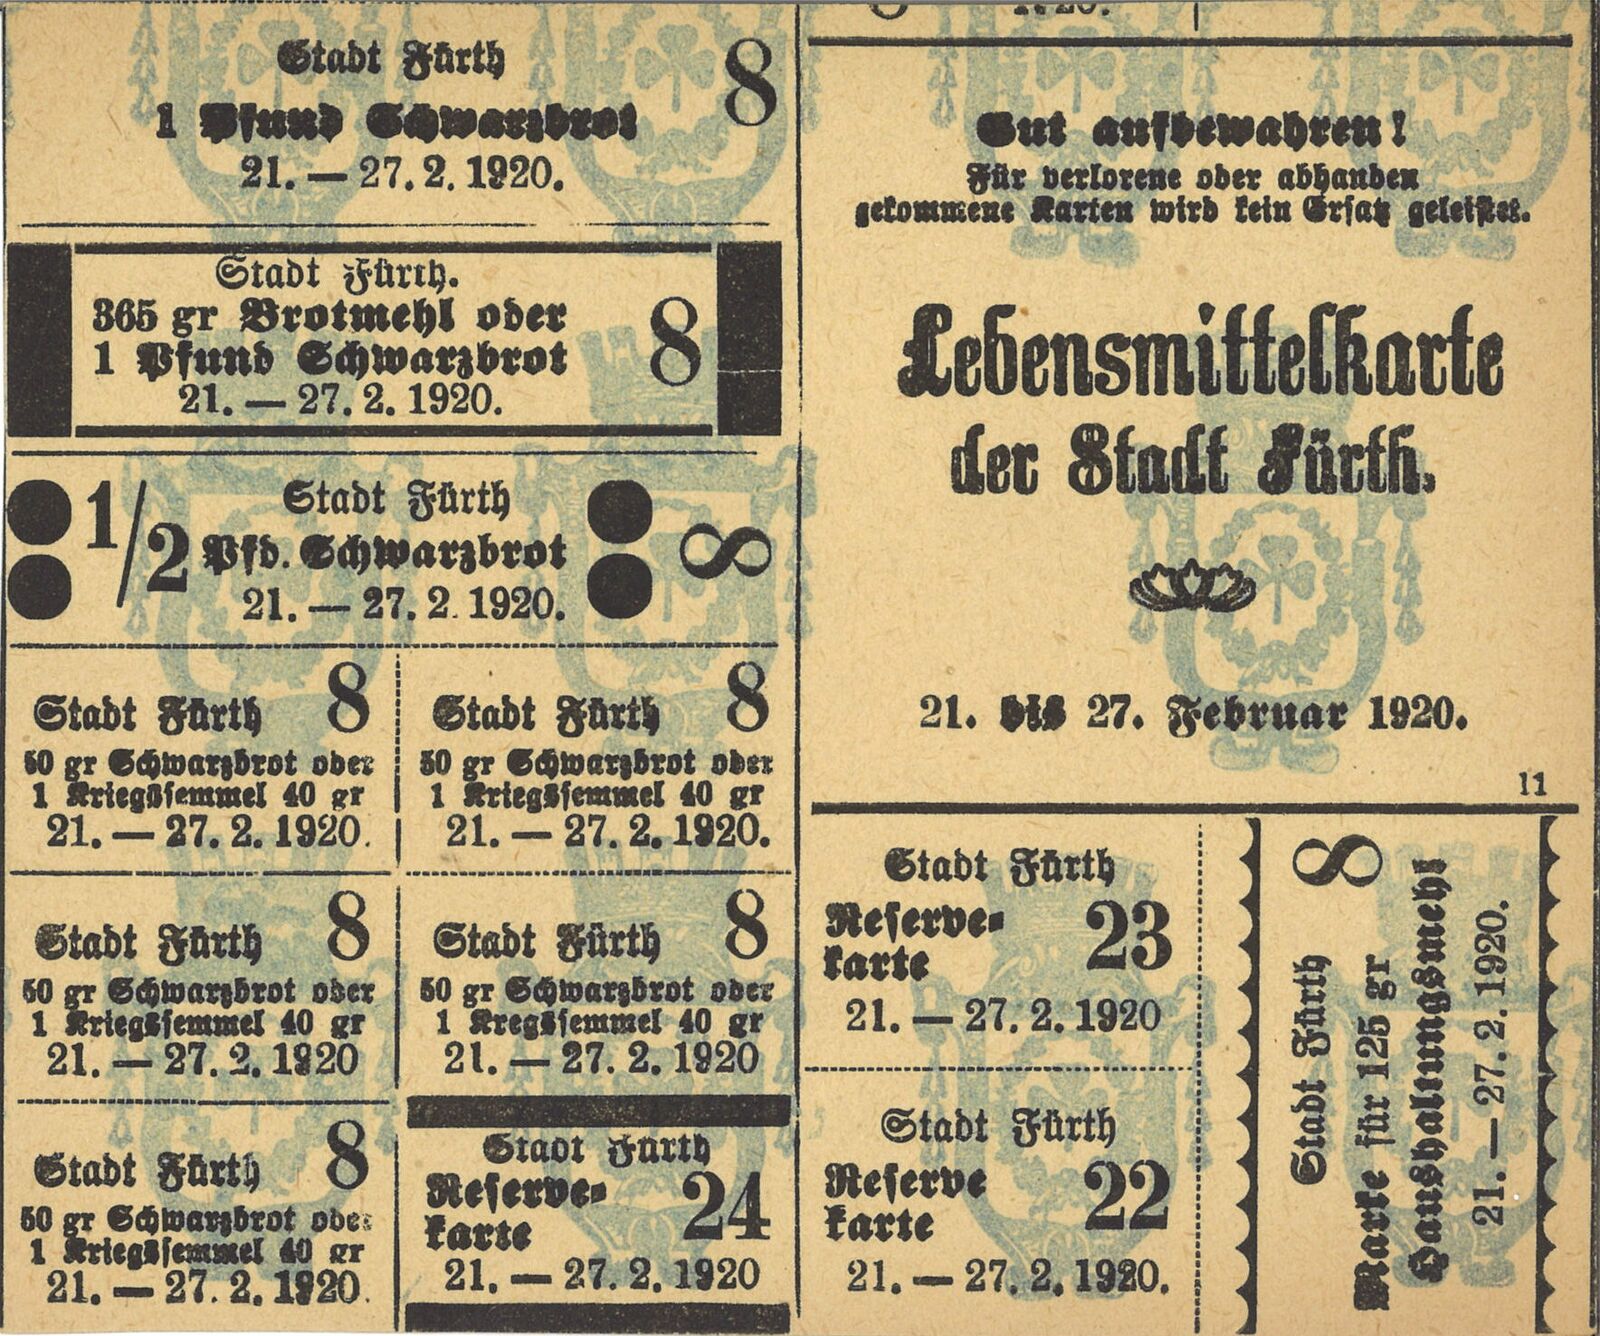 Stadt Fürth 8
1 Pfund Schwarzbrot
21. — 27. 2. 1920.
Stadt Fürth.
365 gr Brotmehl oder 8
1 Pfund Schwarzbrot
21. — 27. 2. 1920.
Stadt Fürth
1/2 Pfd. Schwarzbrot 8
21. — 27. 2. 1920.
Stadt Fürth 8
50 gr Schwarzbrot oder
1 Kriegssemmel 40 gr
21. — 27. 2. 1920.
Stadt Fürth 8
50 gr Schwarzbrot oder
1 Kriegssemmel 40 gr
21. — 27. 2. 1920.
Stadt Fürth 8
50 gr Schwarzbrot oder
1 Kriegssemmel 40 gr
21. — 27. 2. 1920
Stadt Fürth 8
50 gr Schwarzbrot oder
1 Kregssemmel 40 gr
21. — 27. 2. 1920
Stadt Fürth 8
50 gr Schwarzbrot oder
1 Kriegssemmel 40 gr
21. — 27. 2. 1920.
Stadt Fürth
Reserve- 24
karte
21. — 27. 2. 1920
Gut aufbewahren!
Für verlorene oder abhanden
gekommene Karten wird kein Ersatz geleistet.
Lebensmittelkarte
der Stadt Fürth.
21. bis 27. Februar 1920.
11
Stadt Fürth
Reserve- 23
karte
21. — 27. 2. 1920
Stadt Fürth
Reserve 22
karte
21. — 27. 2. 1920.
Stadt Fürth 8
Marke für 125 gr
Haushaltungsmehl
21. — 27. 2. 1920.